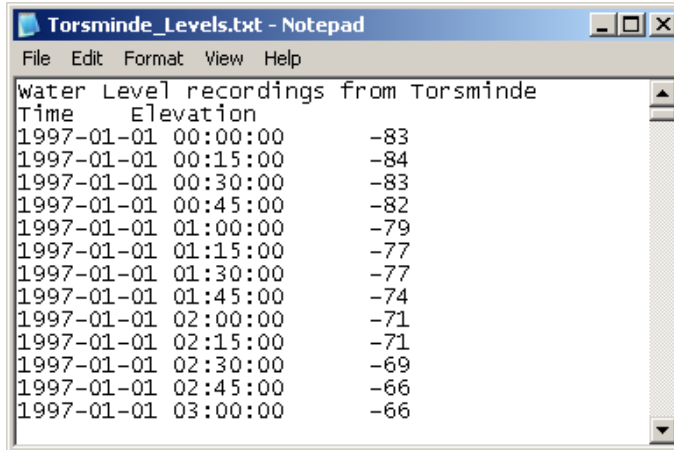 Torsminde_Levels.txt - Notepad
File Edit Format View Help
Water Level recordings from Torsminde
Time Elevation
1997-01-01 00:00:00 -83
1997-01-01 00:15:00 -84
1997-01-01 00:30:00 -83
1997-01-01 00:45:00 -82
1997-01-01 01:00:00 -79
1997-01-01 01:15:00 -77
1997-01-01 01:30:00 -77
1997-01-01 01:45:00 -74
1997-01-01 02:00:00 -71
1997-01-01 02:15:00 -71
1997-01-01 02:30:00 -69
1997-01-01 02:45:00 -66
1997-01-01 03:00:00 -66